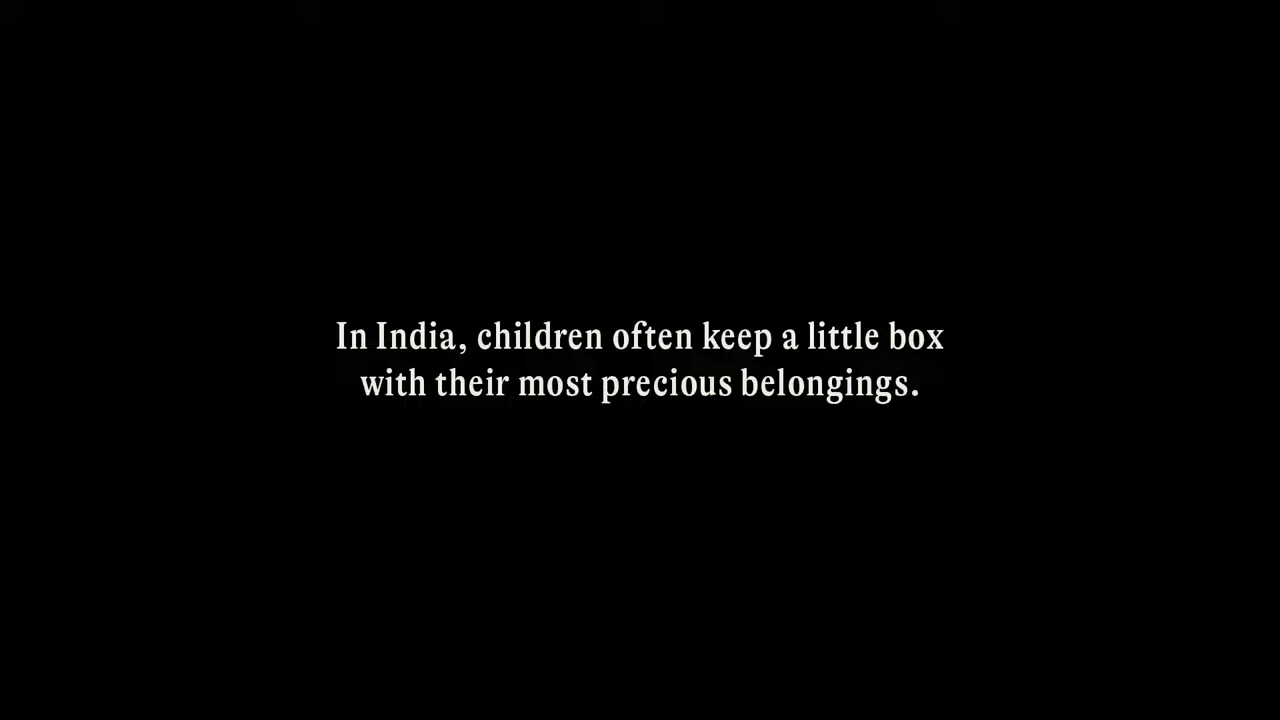 In India, children often keep a little box
with their most precious belongings.